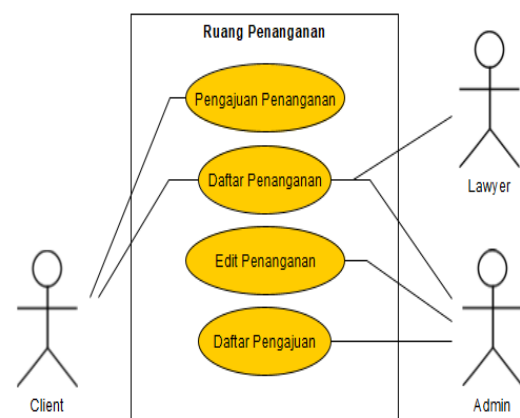 Ruang Penanganan
Pengajuan Penanganan
Daftar Penanganan
Lawyer
Edit Penanganan
Daftar Pengajuan
Client
Admin